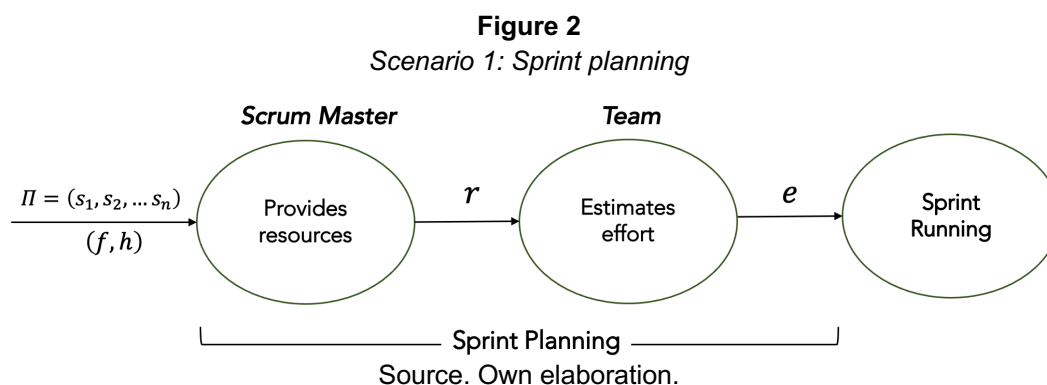 Figure 2
Scenario 1: Sprint planning
Scrum Master
Team
Π = (s₁, s₂, … sₙ)
(f, h)
Provides
resources
r
Estimates
effort
e
Sprint
Running
Sprint Planning
Source. Own elaboration.